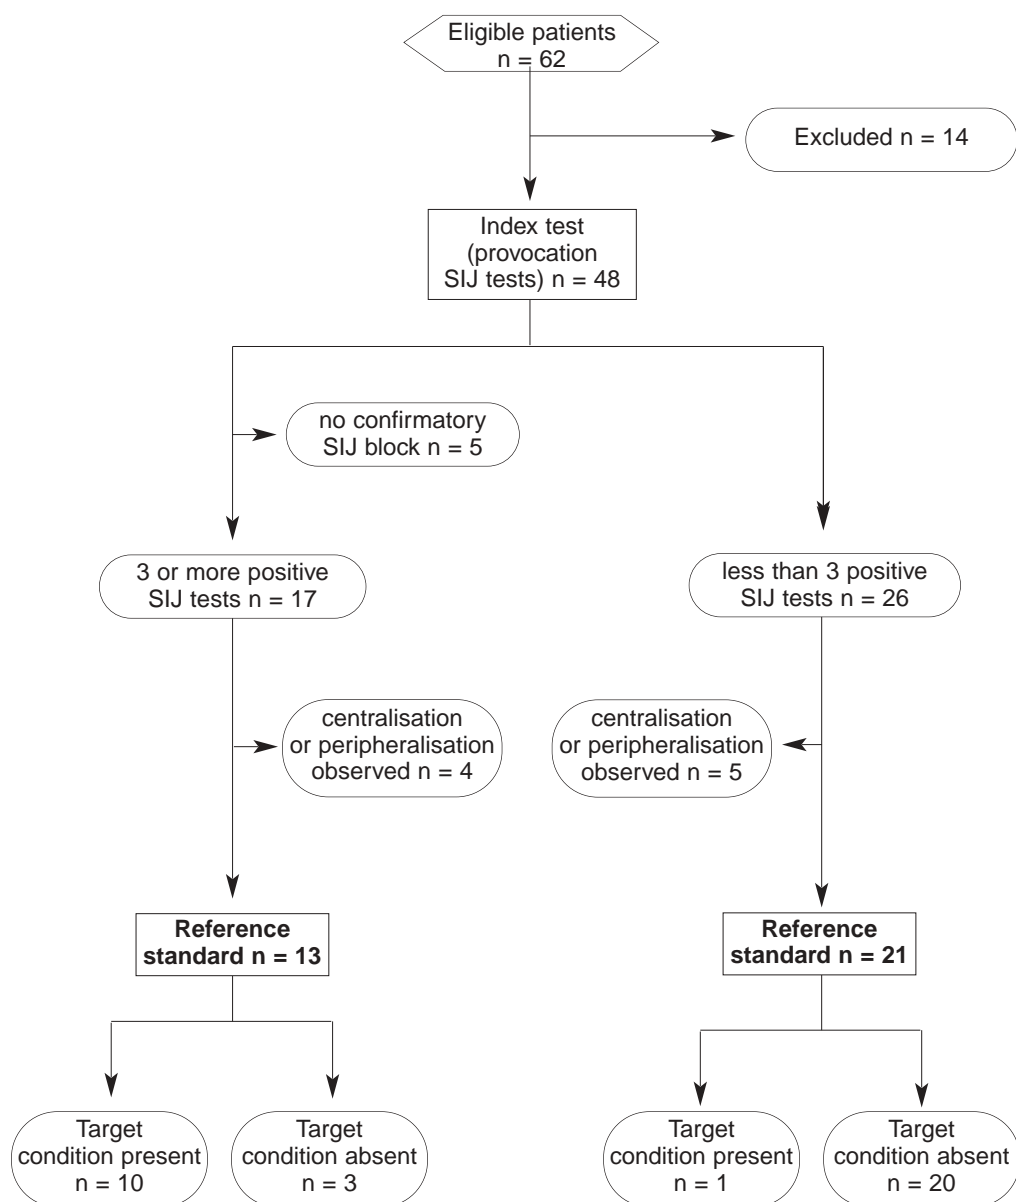 Eligible patients
n = 62
Excluded n = 14
Index test
(provocation
SIJ tests) n = 48
no confirmatory
SIJ block n = 5
3 or more positive
SIJ tests n = 17
less than 3 positive
SIJ tests n = 26
centralisation
or peripheralisation
observed n = 4
centralisation
or peripheralisation
observed n = 5
Reference
standard n = 13
Reference
standard n = 21
Target
condition present
n = 10
Target
condition absent
n = 3
Target
condition present
n = 1
Target
condition absent
n = 20